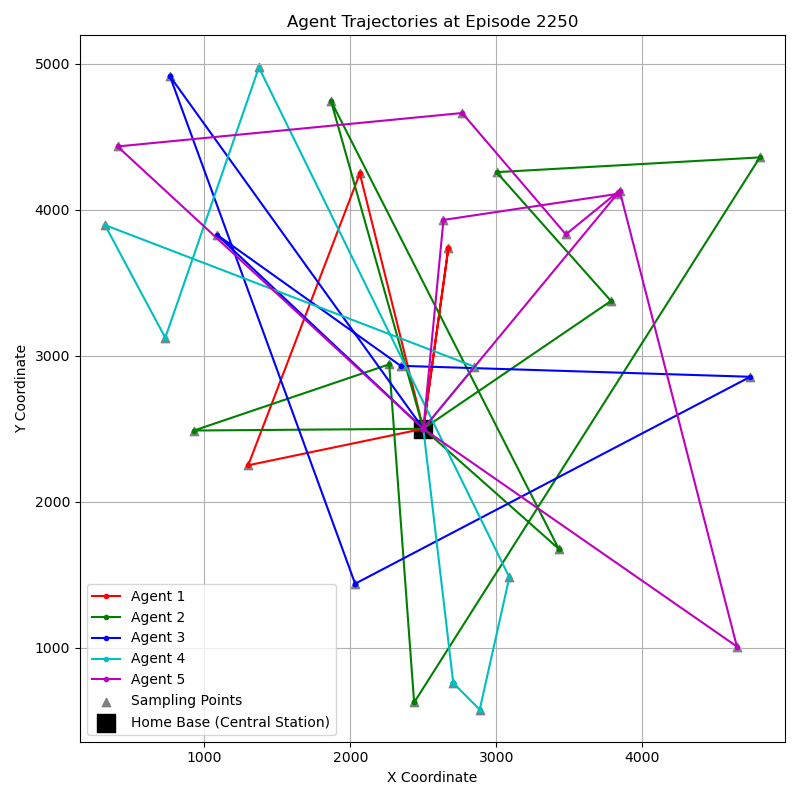 Agent Trajectories at Episode 2250
5000
4000
3000
2000
1000
Y Coordinate
Agent 1
Agent 2
Agent 3
Agent 4
Agent 5
Sampling Points
Home Base (Central Station)
1000 2000 3000 4000
X Coordinate